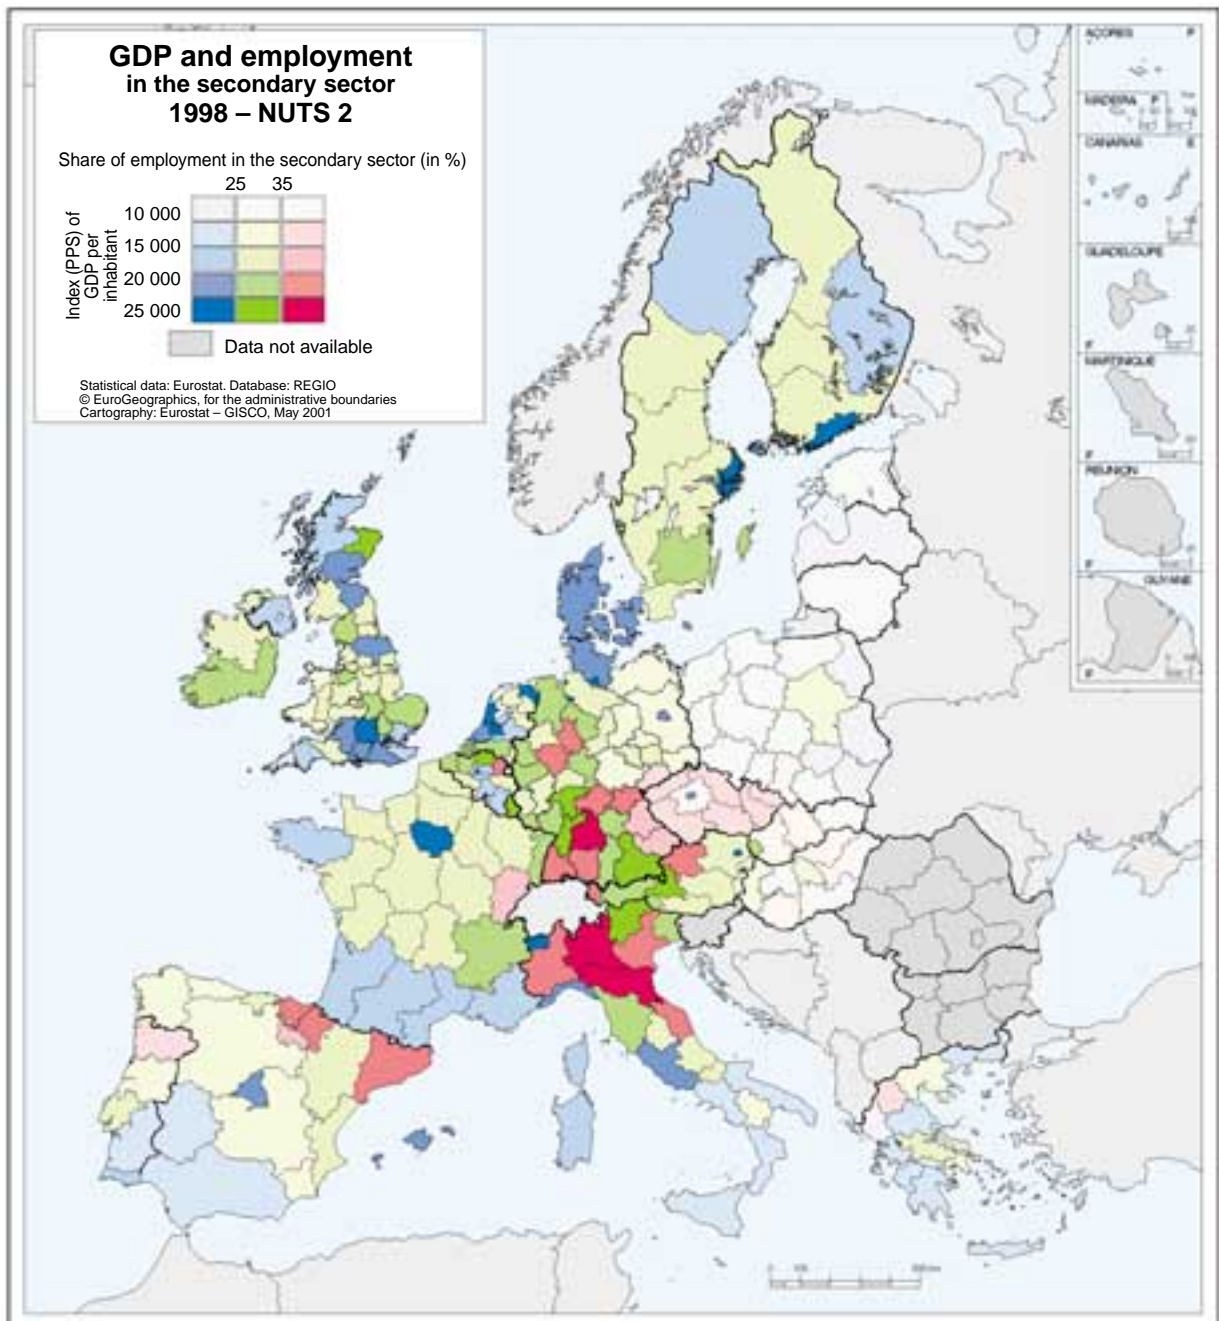 GDP and employment
in the secondary sector
1998 – NUTS 2
Share of employment in the secondary sector (in %)
25 35
Index (PPS) of
GDP per
inhabitant
10 000
15 000
20 000
25 000
Data not available
Statistical data: Eurostat. Database: REGIO
© EuroGeographics, for the administrative boundaries
Cartography: Eurostat – GISCO, May 2001
AÇORES P
MADEIRA P
CANARIAS E
GUADELOUPE
F
MARTINIQUE
F
REUNION
F
GUYANE
F